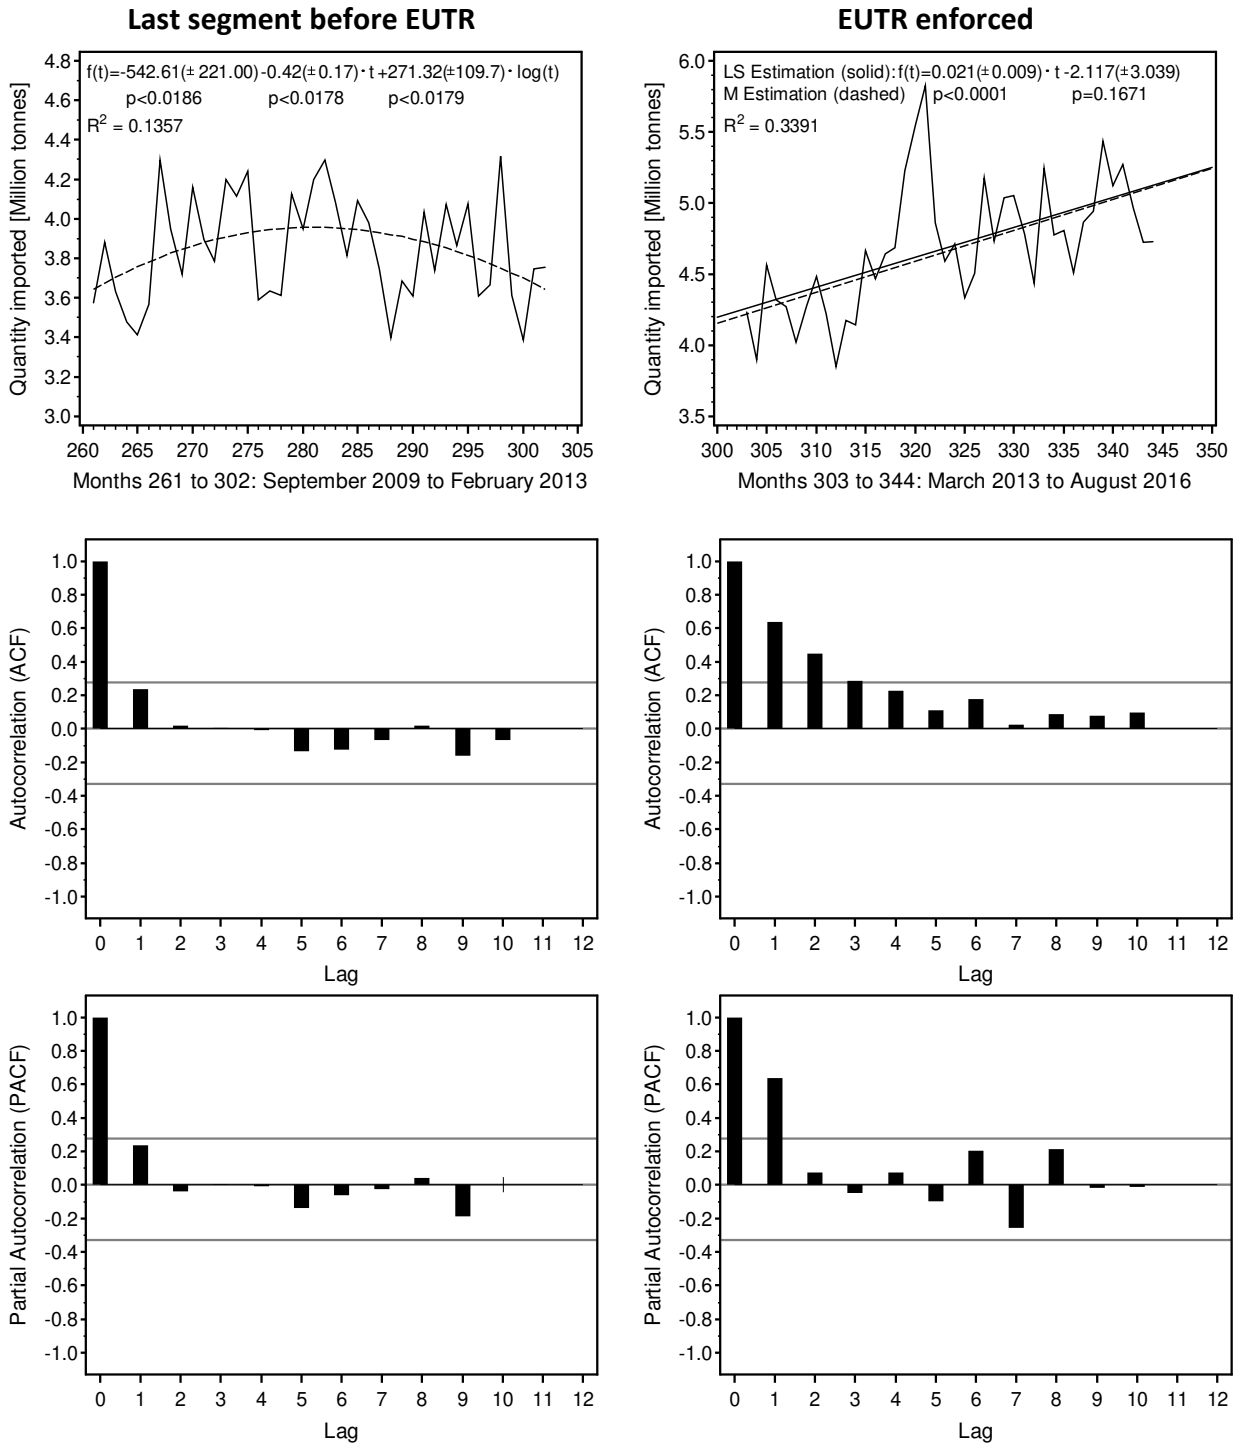 Last segment before EUTR
EUTR enforced
f(t)=-542.61(±221.00)-0.42(±0.17)·t+271.32(±109.7)·log(t)
p<0.0186 p<0.0178 p<0.0179
R² = 0.1357
Quantity imported [Million tonnes]
4.8
4.6
4.4
4.2
4.0
3.8
3.6
3.4
3.2
3.0
260 265 270 275 280 285 290 295 300 305
Months 261 to 302: September 2009 to February 2013
LS Estimation (solid):f(t)=0.021(±0.009)·t-2.117(±3.039)
M Estimation (dashed) p<0.0001 p=0.1671
R² = 0.3391
Quantity imported [Million tonnes]
6.0
5.5
5.0
4.5
4.0
3.5
300 305 310 315 320 325 330 335 340 345 350
Months 303 to 344: March 2013 to August 2016
Autocorrelation (ACF)
1.0
0.8
0.6
0.4
0.2
0.0
-0.2
-0.4
-0.6
-0.8
-1.0
0 1 2 3 4 5 6 7 8 9 10 11 12
Lag
Autocorrelation (ACF)
1.0
0.8
0.6
0.4
0.2
0.0
-0.2
-0.4
-0.6
-0.8
-1.0
0 1 2 3 4 5 6 7 8 9 10 11 12
Lag
Partial Autocorrelation (PACF)
1.0
0.8
0.6
0.4
0.2
0.0
-0.2
-0.4
-0.6
-0.8
-1.0
0 1 2 3 4 5 6 7 8 9 10 11 12
Lag
Partial Autocorrelation (PACF)
1.0
0.8
0.6
0.4
0.2
0.0
-0.2
-0.4
-0.6
-0.8
-1.0
0 1 2 3 4 5 6 7 8 9 10 11 12
Lag